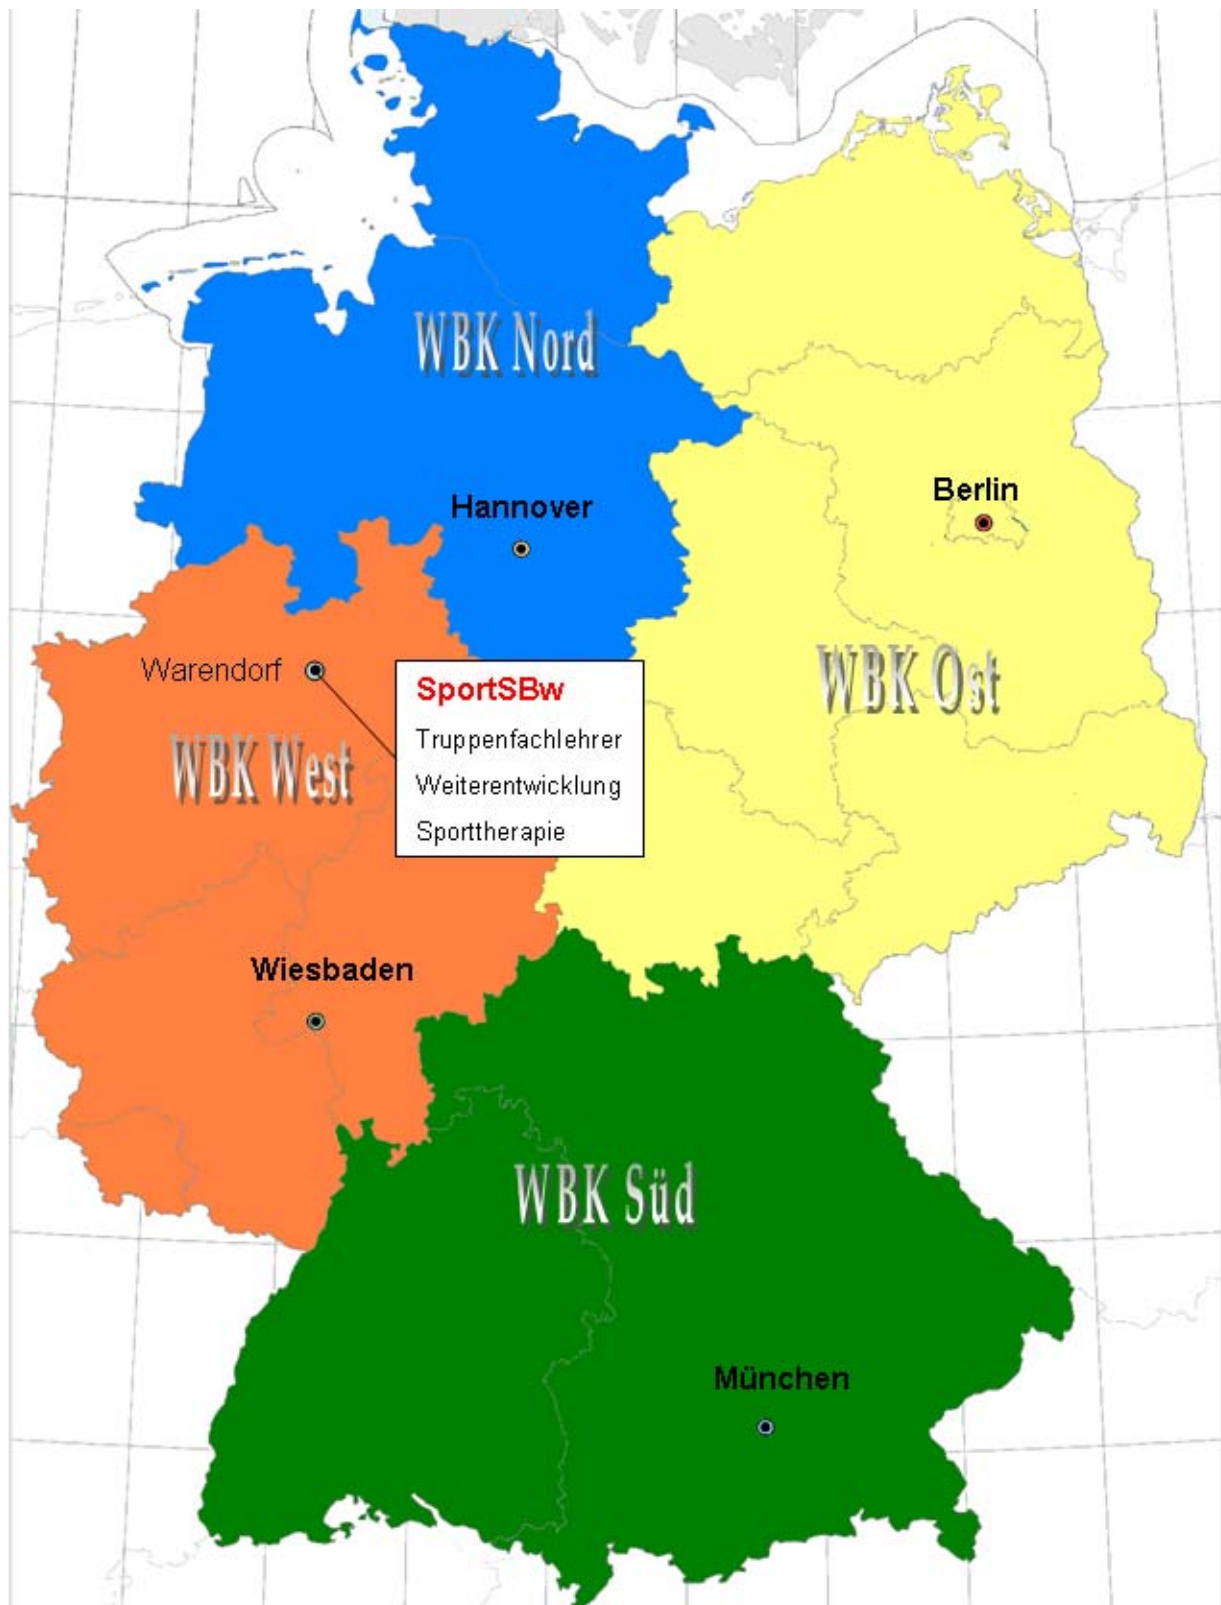 WBK Nord
Hannover
Berlin
Warendorf
SportSBw
Truppenfachlehrer
Weiterentwicklung
Sporttherapie
WBK Ost
WBK West
Wiesbaden
WBK Süd
München